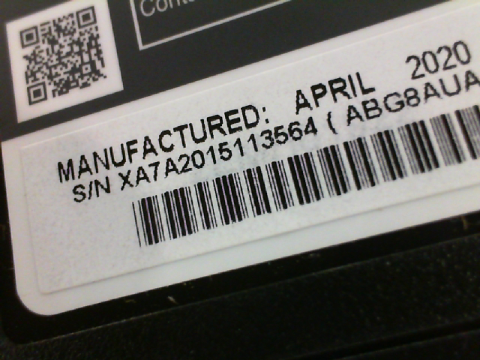 MANUFACTURED: APRIL 2020
S/N XA7A2015113564 ( ABG8AUA